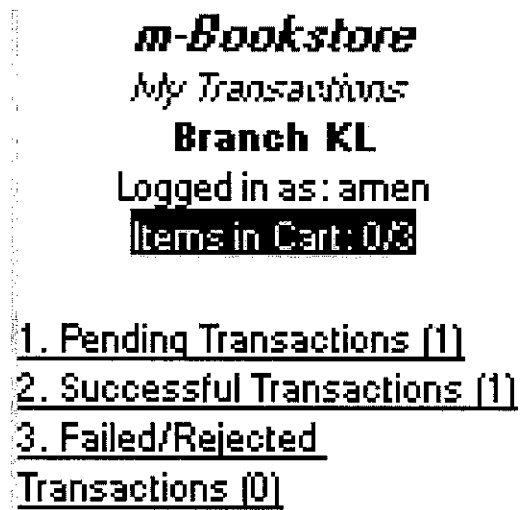 m-Bookstore
My Transactions
Branch KL
Logged in as: amen
Items in Cart: 0/3
1. Pending Transactions (1)
2. Successful Transactions (1)
3. Failed/Rejected
Transactions (0)